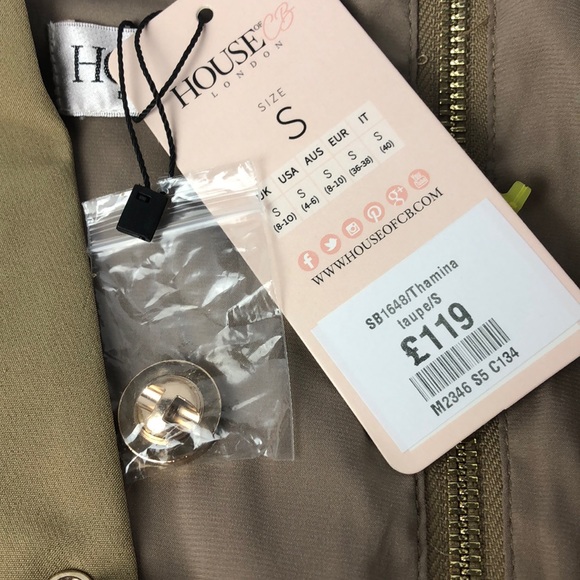 HOUSE OF CB
LONDON
SIZE
S
UK USA AUS EUR IT
S S S S S
(8-10) (4-6) (8-10) (36-38) (40)
WWW.HOUSEOFCB.COM
SB1648/Thamina
taupe/S
£119
M2346 S5 C134